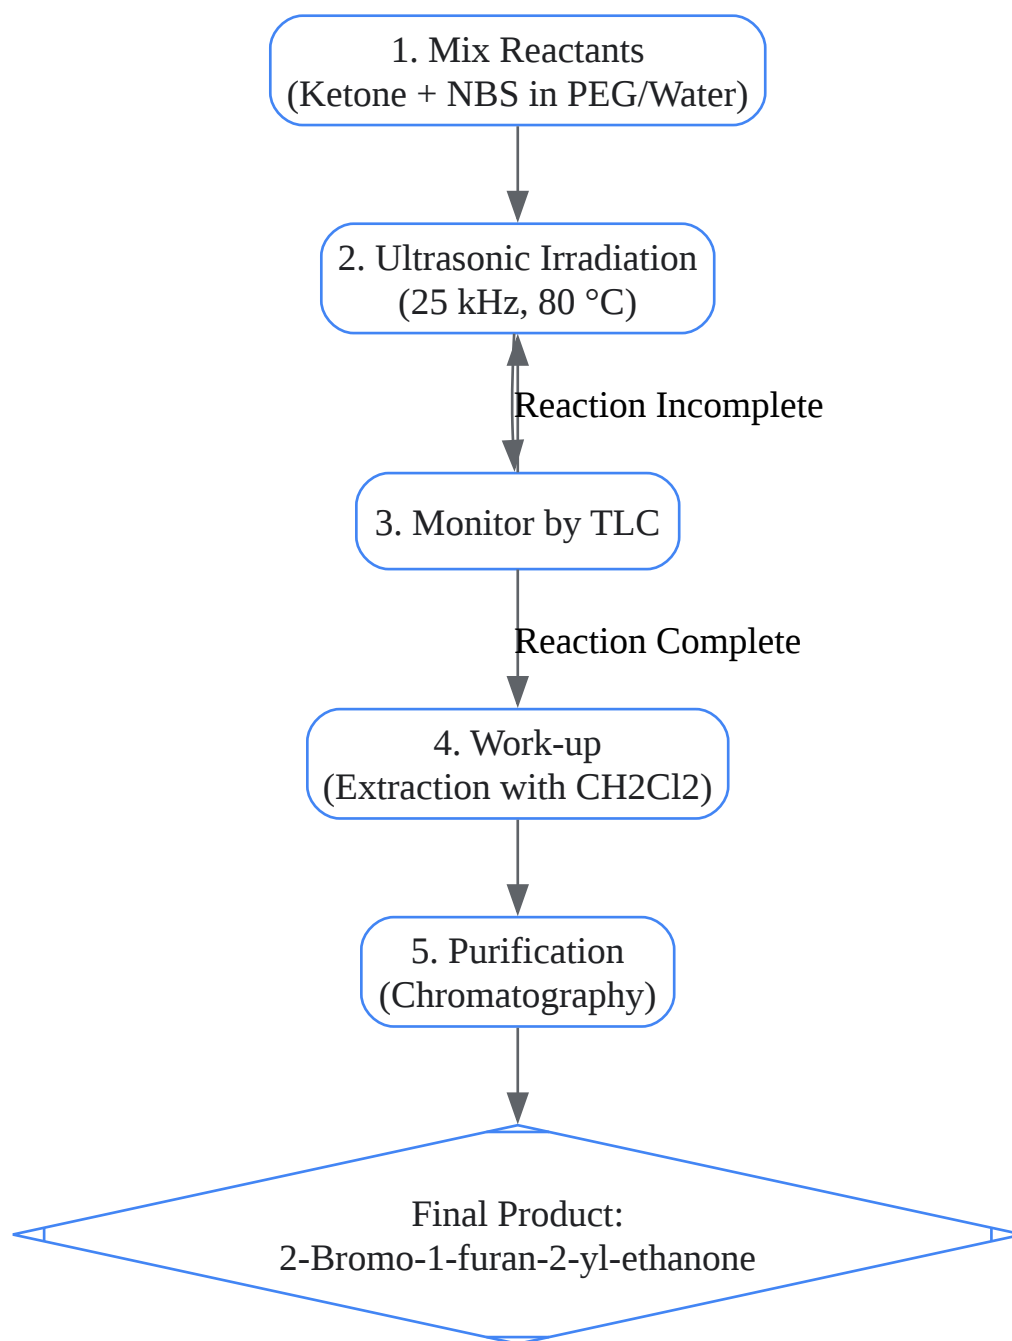 1. Mix Reactants
(Ketone + NBS in PEG/Water)
2. Ultrasonic Irradiation
(25 kHz, 80 °C)
Reaction Incomplete
3. Monitor by TLC
Reaction Complete
4. Work-up
(Extraction with CH2Cl2)
5. Purification
(Chromatography)
Final Product:
2-Bromo-1-furan-2-yl-ethanone